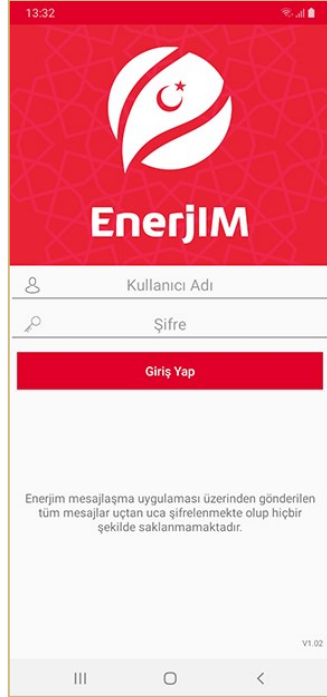 13:32
EnerjIM
Kullanıcı Adı
Şifre
Giriş Yap
Enerjim mesajlaşma uygulaması üzerinden gönderilen
tüm mesajlar uçtan uca şifrelenmekte olup hiçbir
şekilde saklanmamaktadır.
V1.02